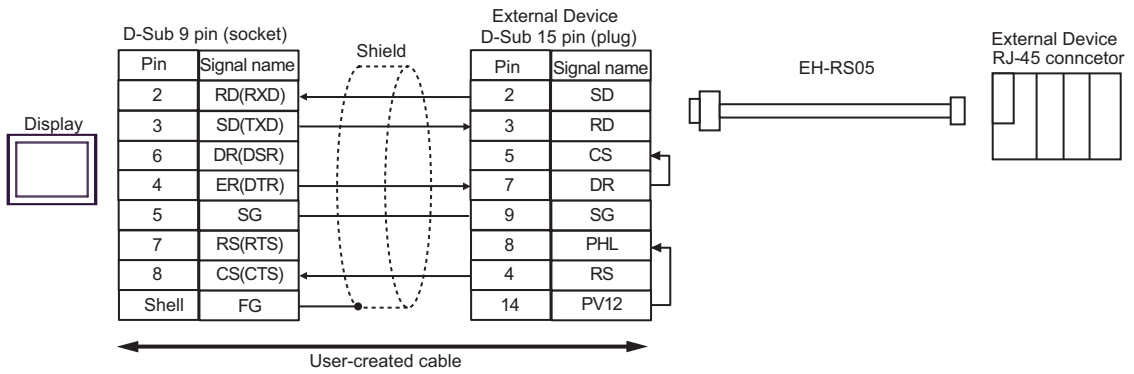 External Device
D-Sub 9 pin (socket)
D-Sub 15 pin (plug)
Shield
External Device
RJ-45 conncetor
EH-RS05
Display
Pin Signal name Pin Signal name
2 RD(RXD) 2 SD
3 SD(TXD) 3 RD
6 DR(DSR) 5 CS
4 ER(DTR) 7 DR
5 SG 9 SG
7 RS(RTS) 8 PHL
8 CS(CTS) 4 RS
Shell FG 14 PV12
User-created cable